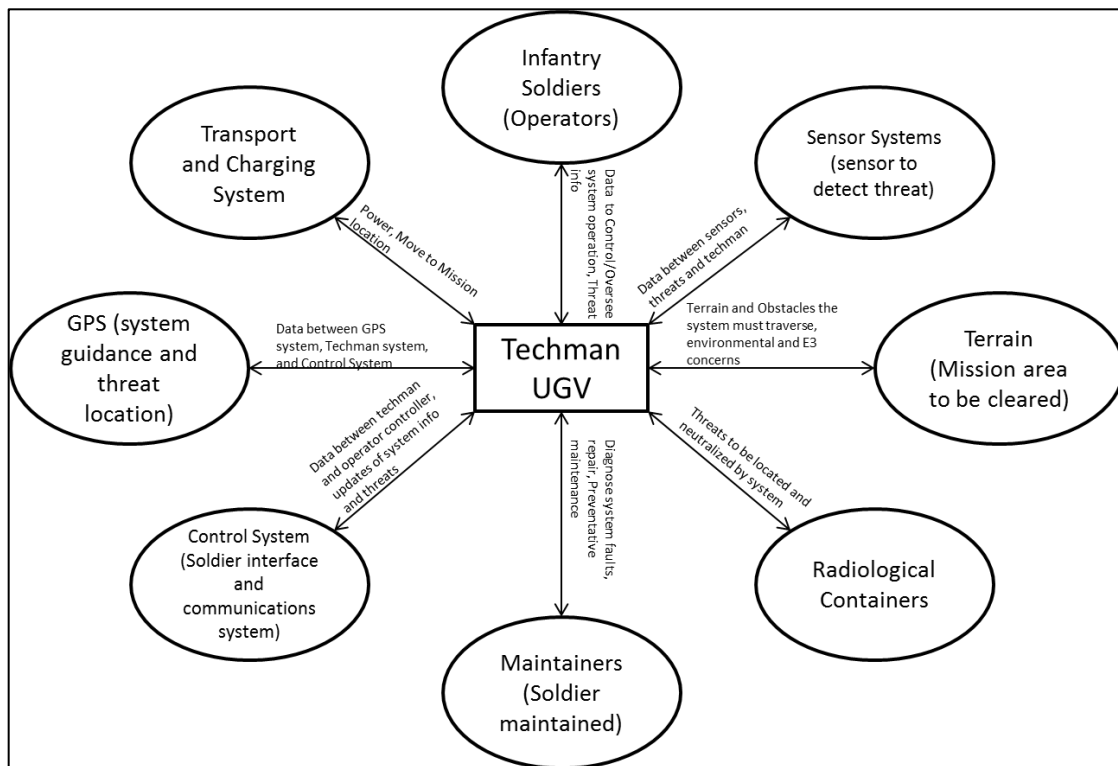 Infantry
Soldiers
(Operators)
Transport
and Charging
System
Sensor Systems
(sensor to
detect threat)
Data to Control/Oversee
system operation, Threat
info
Power, Move to Mission
location
Data between sensors,
threats and techman
GPS (system
guidance and
threat
location)
Data between GPS
system, Techman system,
and Control System
Techman
UGV
Terrain and Obstacles the
system must traverse,
environmental and E3
concerns
Terrain
(Mission area
to be cleared)
Data between techman
and operator controller,
updates of system info
and threats
Diagnose system faults,
repair, Preventative
maintenance
Threats to be located and
neutralized by system
Control System
(Soldier interface
and
communications
system)
Radiological
Containers
Maintainers
(Soldier
maintained)